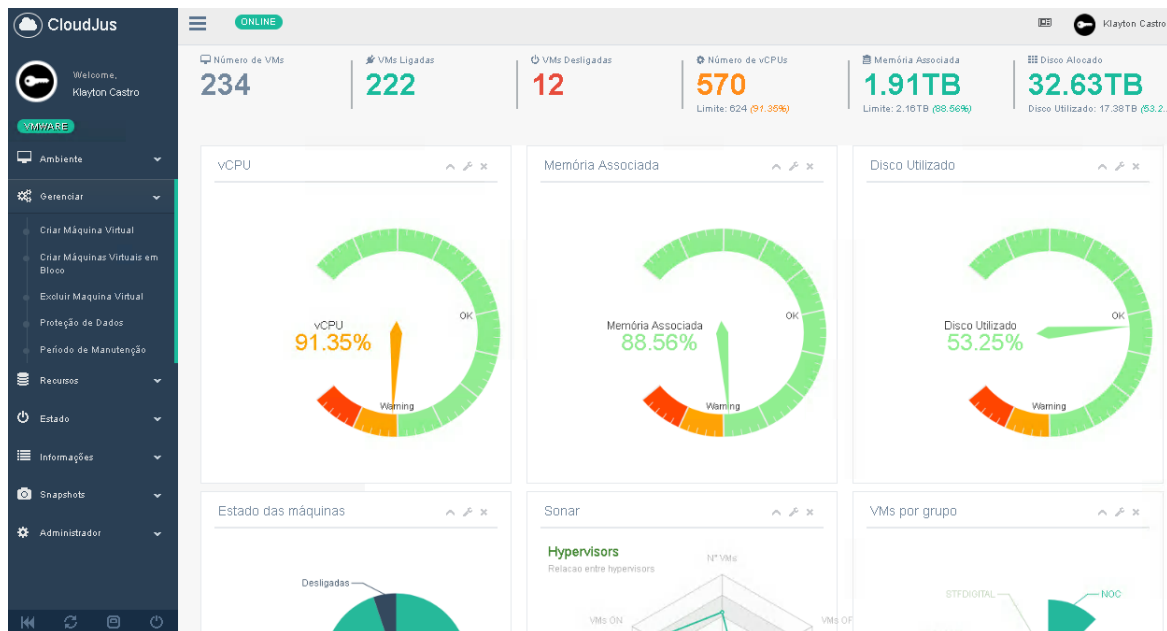 CloudJus
ONLINE
Klayton Castro
Welcome,
Klayton Castro
VMWARE
Ambiente
Gerenciar
Criar Máquina Virtual
Criar Máquinas Virtuais em
Bloco
Excluir Maquina Virtual
Proteção de Dados
Período de Manutenção
Recursos
Estado
Informações
Snapshots
Administrador
Número de VMs
234
VMs Ligadas
222
VMs Desligadas
12
Número de vCPUs
570
Limite: 624 (91.35%)
Memória Associada
1.91TB
Limite: 2.16TB (88.56%)
Disco Alocado
32.63TB
Disco Utilizado: 17.38TB (53.2...
vCPU
OK
vCPU
91.35%
Warning
Memória Associada
OK
Memória Associada
88.56%
Warning
Disco Utilizado
OK
Disco Utilizado
53.25%
Warning
Estado das máquinas
Desligadas
Sonar
Hypervisors
Relacao entre hypervisors
N° VMs
VMs ON
VMs OF
VMs por grupo
STFDIGITAL
NOC